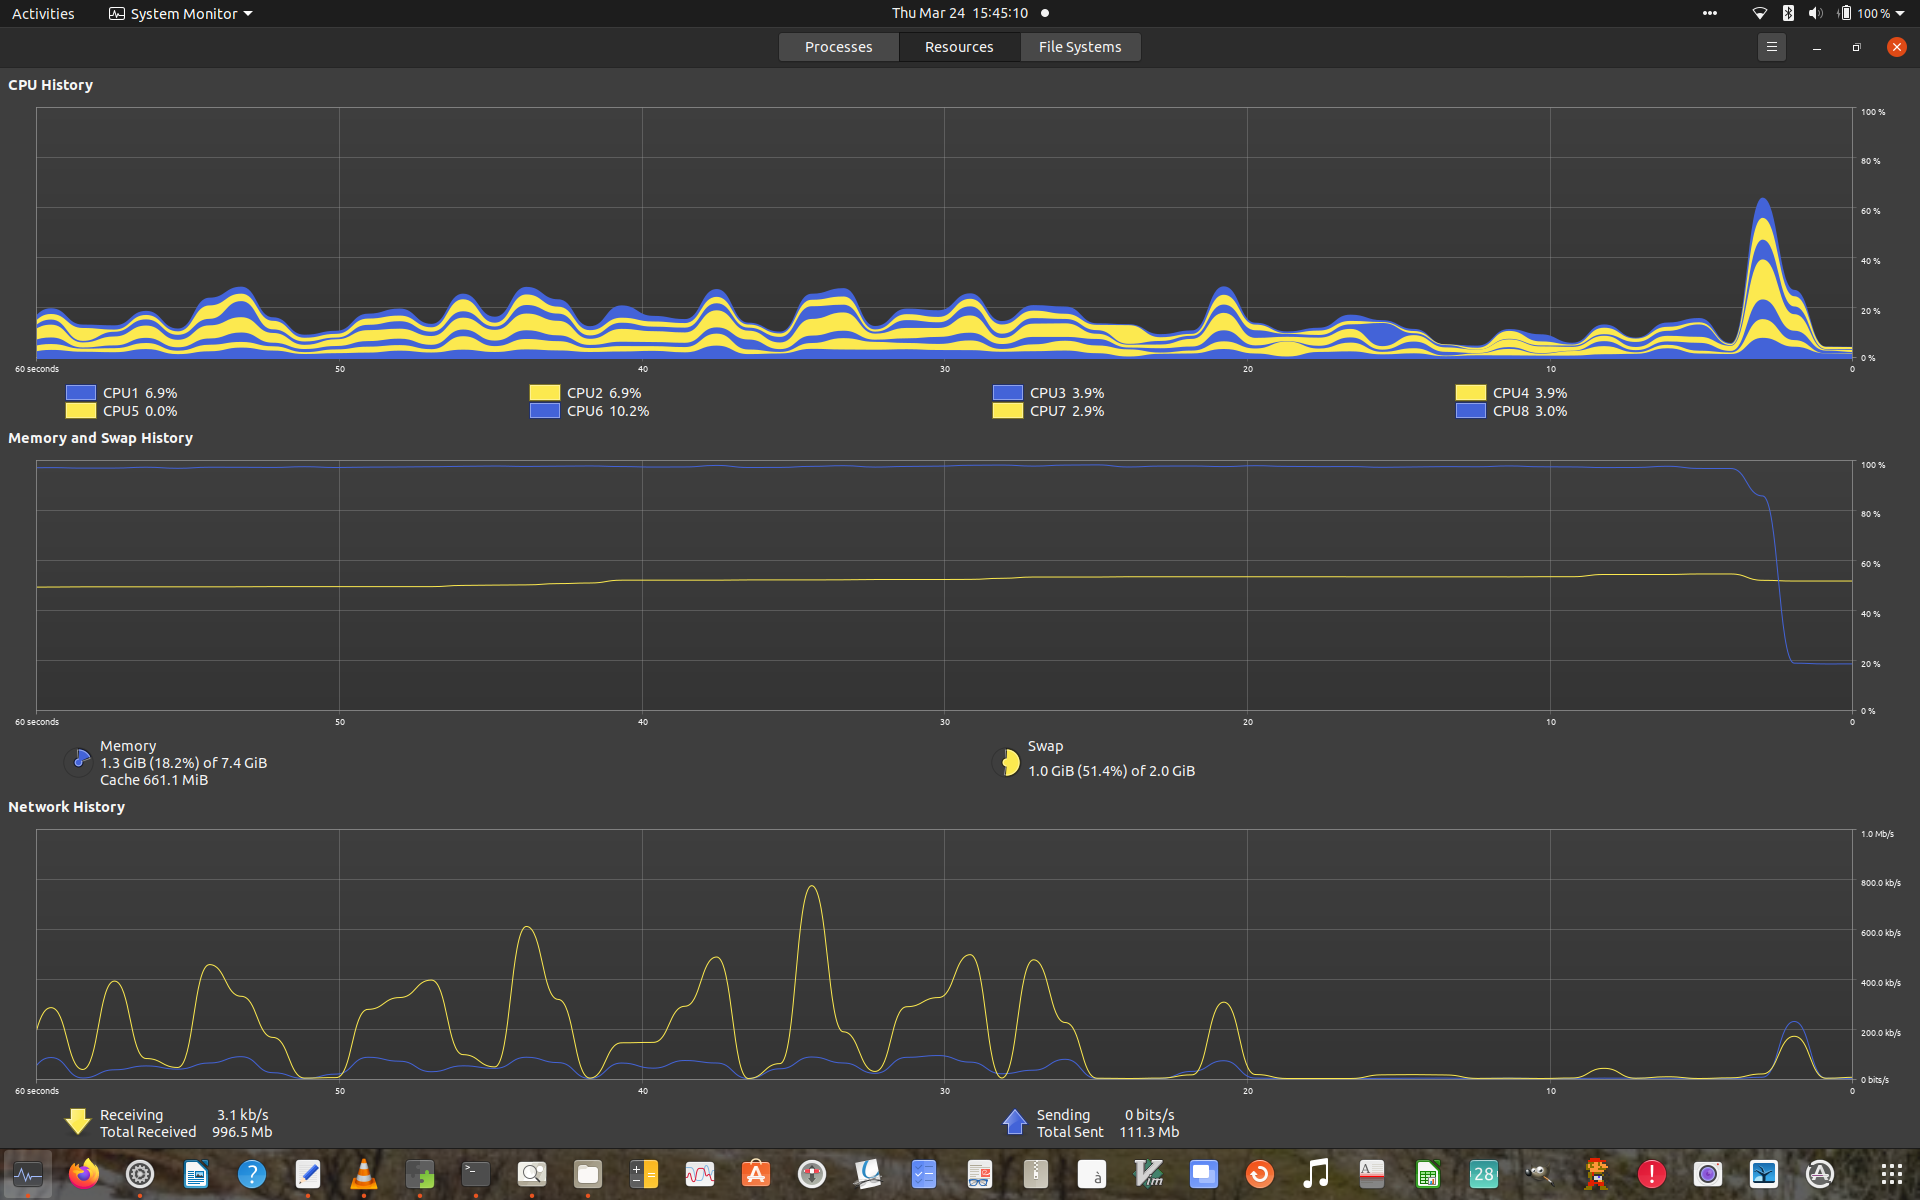 Activities System Monitor Thu Mar 24 15:45:10 100 %
Processes Resources File Systems
CPU History
100 %
80 %
60 %
40 %
20 %
0 %
60 seconds 50 40 30 20 10 0
CPU1 6.9% CPU2 6.9% CPU3 3.9% CPU4 3.9%
CPU5 0.0% CPU6 10.2% CPU7 2.9% CPU8 3.0%
Memory and Swap History
100 %
80 %
60 %
40 %
20 %
0 %
60 seconds 50 40 30 20 10 0
Memory
1.3 GiB (18.2%) of 7.4 GiB
Cache 661.1 MiB
Swap
1.0 GiB (51.4%) of 2.0 GiB
Network History
1.0 Mb/s
800.0 kb/s
600.0 kb/s
400.0 kb/s
200.0 kb/s
0 bits/s
60 seconds 50 40 30 20 10 0
Receiving 3.1 kb/s
Total Received 996.5 Mb
Sending 0 bits/s
Total Sent 111.3 Mb
? >_ à Vim A 28 !